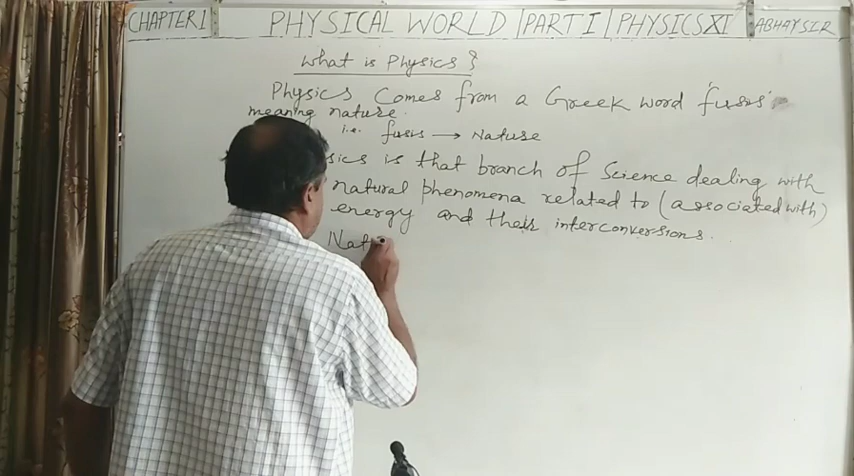 CHAPTER 1 PHYSICAL WORLD | PART I | PHYSICS XI ABHAY SIR
What is Physics ?
Physics comes from a Greek word 'fusis'
meaning nature.
i.e. fusis → Nature
sics is that branch of Science dealing with
natural phenomena related to (associated with)
energy and their interconversions.
Nat